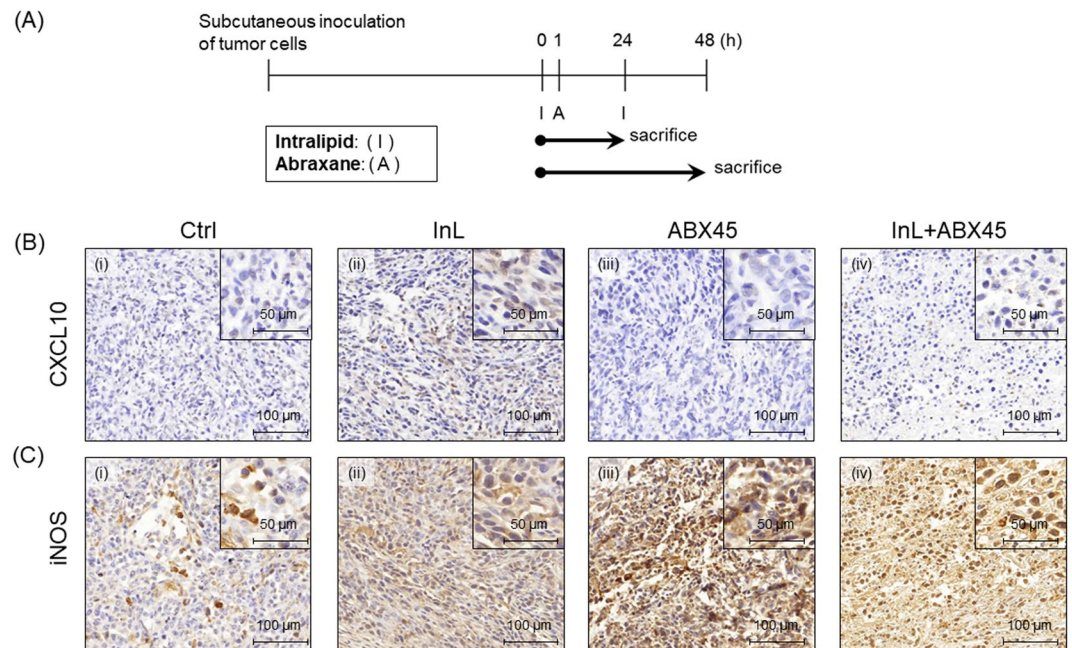 (A)
Subcutaneous inoculation
of tumor cells
0 1 24 48 (h)
I A I
sacrifice
Intralipid: ( I )
Abraxane: ( A )
sacrifice
(B)
Ctrl InL ABX45 InL+ABX45
CXCL10
(i) (ii) (iii) (iv)
50 µm 50 µm 50 µm 50 µm
100 µm 100 µm 100 µm 100 µm
(C)
iNOS
(i) (ii) (iii) (iv)
50 µm 50 µm 50 µm 50 µm
100 µm 100 µm 100 µm 100 µm